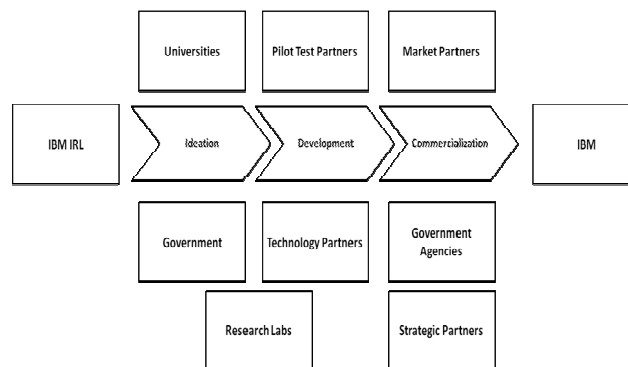 Universities
Pilot Test Partners
Market Partners
IBM IRL
Ideation
Development
Commercialization
IBM
Government
Technology Partners
Government
Agencies
Research Labs
Strategic Partners